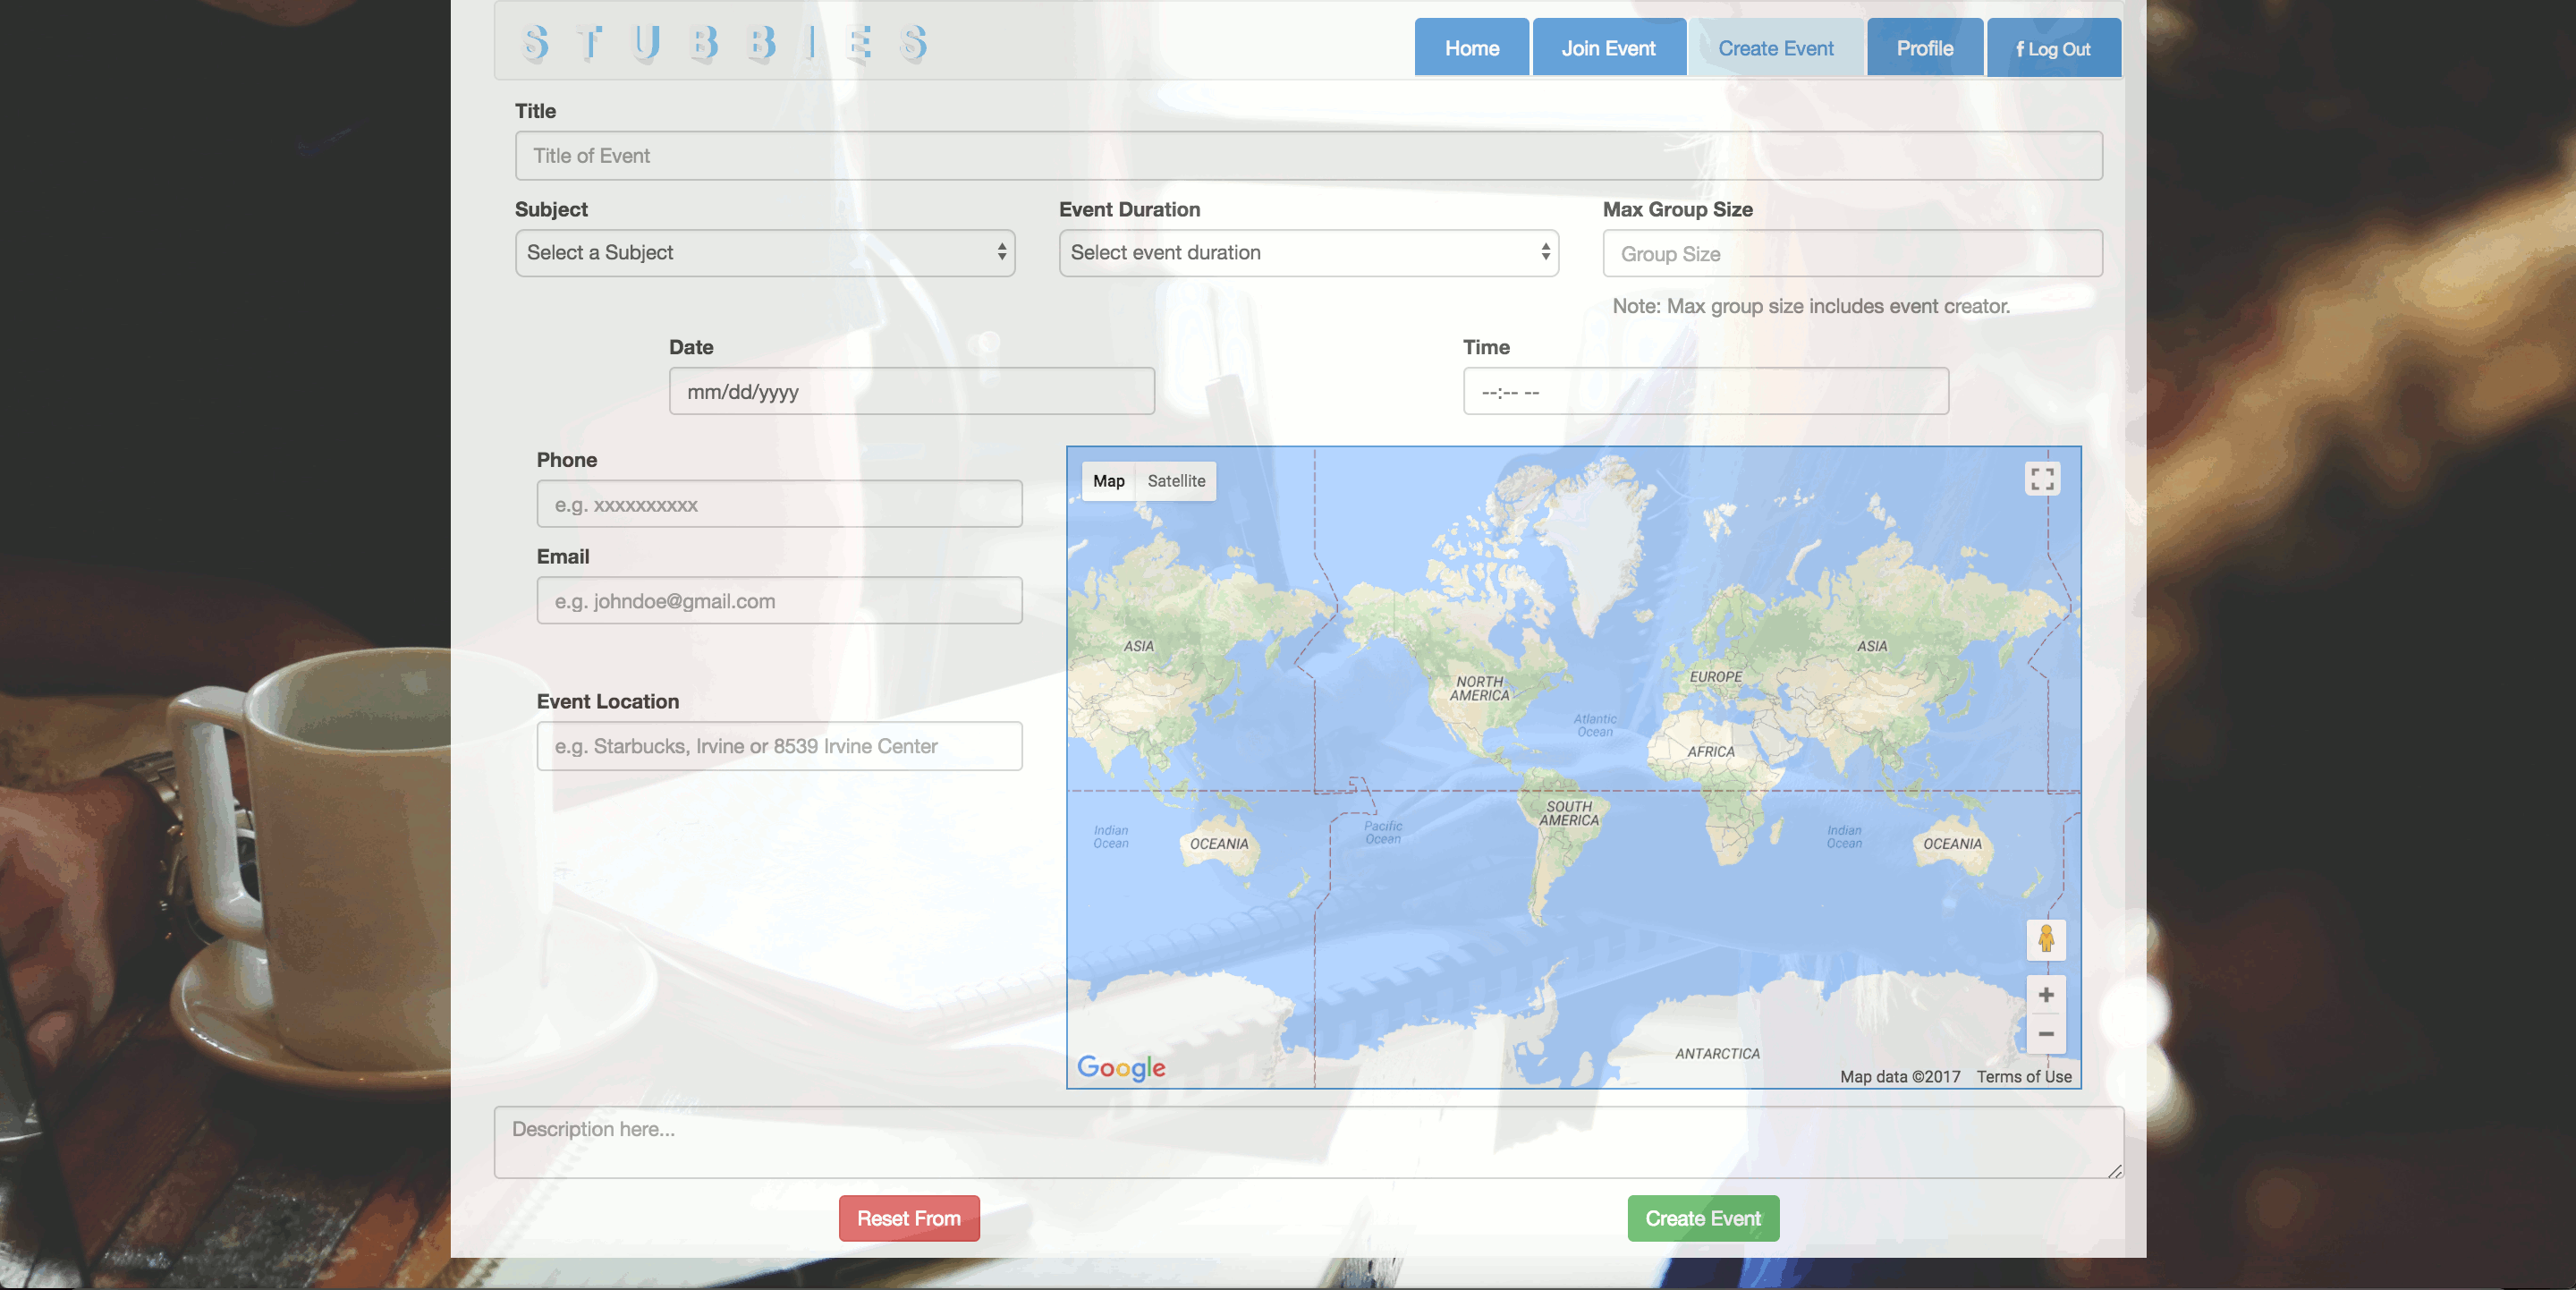 STUBBIES
Home
Join Event
Create Event
Profile
f Log Out
Title
Title of Event
Subject
Event Duration
Max Group Size
Select a Subject
Select event duration
Group Size
Note: Max group size includes event creator.
Date
Time
mm/dd/yyyy
--:-- --
Phone
e.g. xxxxxxxxxx
Email
e.g. johndoe@gmail.com
Event Location
e.g. Starbucks, Irvine or 8539 Irvine Center
Map
Satellite
ASIA
NORTH
AMERICA
EUROPE
ASIA
Atlantic
Ocean
AFRICA
SOUTH
AMERICA
Indian
Ocean
OCEANIA
Pacific
Ocean
Indian
Ocean
OCEANIA
ANTARCTICA
Google
Map data ©2017
Terms of Use
Description here...
Reset From
Create Event